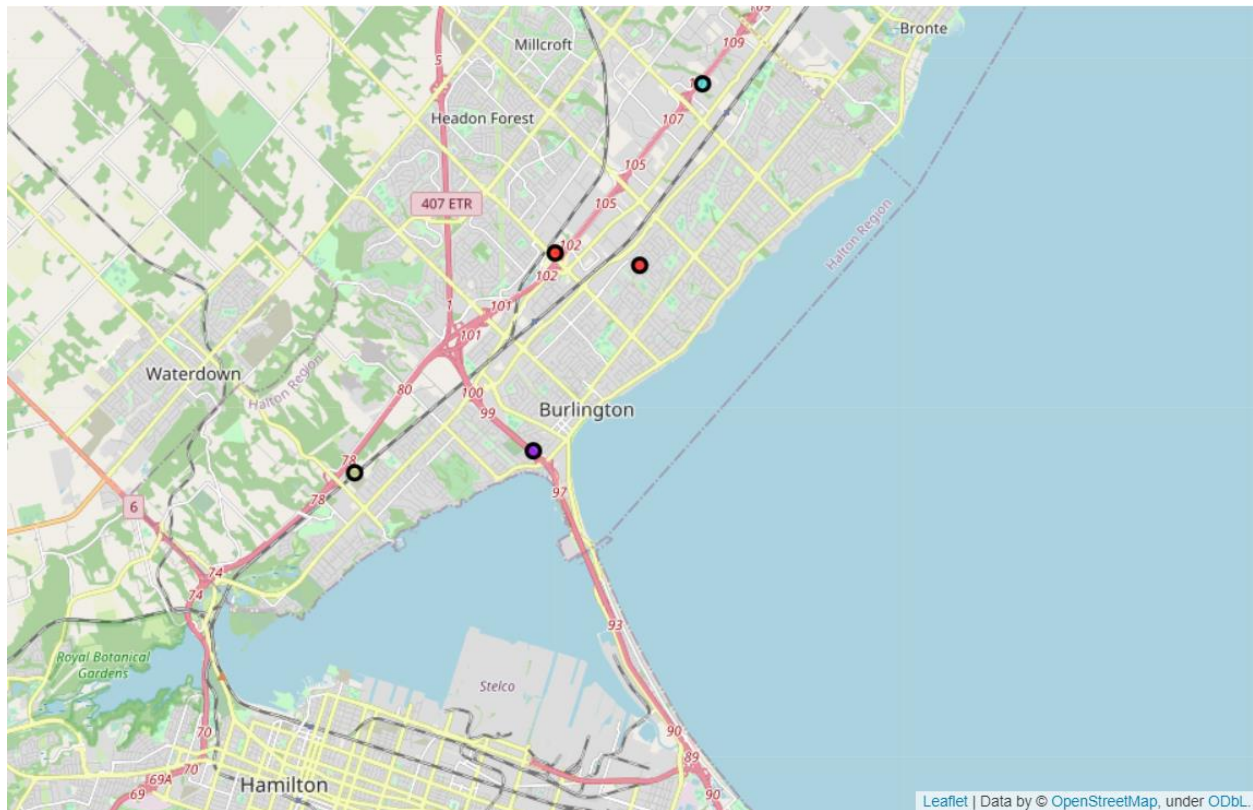 109
Bronte
Millcroft
109
5
107
Headon Forest
105
407 ETR
105
Halton Region
102
102
101
1
101
Waterdown
Halton Region
80
100
99
Burlington
78
78
97
6
74
74
93
Royal Botanical
Gardens
Stelco
70
90
89
70
69A
Hamilton
69
90
Leaflet | Data by © OpenStreetMap, under ODbL.